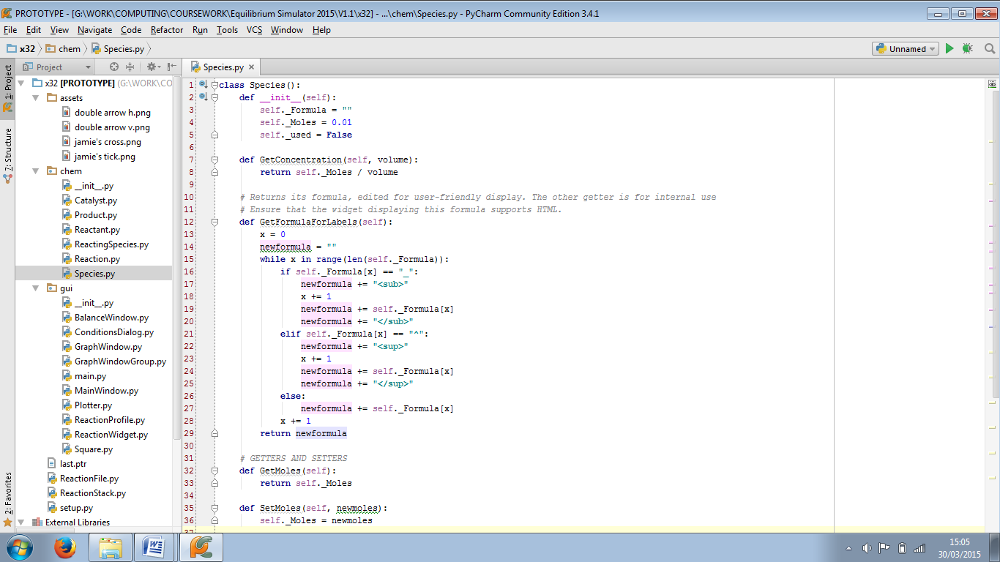 PROTOTYPE - [G:\WORK\COMPUTING\COURSEWORK\Equilibrium Simulator 2015\V1.1\x32] - ...\chem\Species.py - PyCharm Community Edition 3.4.1
File Edit View Navigate Code Refactor Run Tools VCS Window Help
x32 chem Species.py Unnamed
1: Project
7: Structure
2: Favorites
Project
x32 [PROTOTYPE] (G:\WORK\CO
assets
double arrow h.png
double arrow v.png
jamie's cross.png
jamie's tick.png
chem
__init__.py
Catalyst.py
Product.py
Reactant.py
ReactingSpecies.py
Reaction.py
Species.py
gui
__init__.py
BalanceWindow.py
ConditionsDialog.py
GraphWindow.py
GraphWindowGroup.py
main.py
MainWindow.py
Plotter.py
ReactionProfile.py
ReactionWidget.py
Square.py
last.ptr
ReactionFile.py
ReactionStack.py
setup.py
External Libraries
Species.py
1 class Species():
2 def __init__(self):
3 self._Formula = ""
4 self._Moles = 0.01
5 self._used = False
6
7 def GetConcentration(self, volume):
8 return self._Moles / volume
9
10 # Returns its formula, edited for user-friendly display. The other getter is for internal use
11 # Ensure that the widget displaying this formula supports HTML.
12 def GetFormulaForLabels(self):
13 x = 0
14 newformula = ""
15 while x in range(len(self._Formula)):
16 if self._Formula[x] == "_":
17 newformula += "<sub>"
18 x += 1
19 newformula += self._Formula[x]
20 newformula += "</sub>"
21 elif self._Formula[x] == "^":
22 newformula += "<sup>"
23 x += 1
24 newformula += self._Formula[x]
25 newformula += "</sup>"
26 else:
27 newformula += self._Formula[x]
28 x += 1
29 return newformula
30
31 # GETTERS AND SETTERS
32 def GetMoles(self):
33 return self._Moles
34
35 def SetMoles(self, newmoles):
36 self._Moles = newmoles
37
15:05
30/03/2015